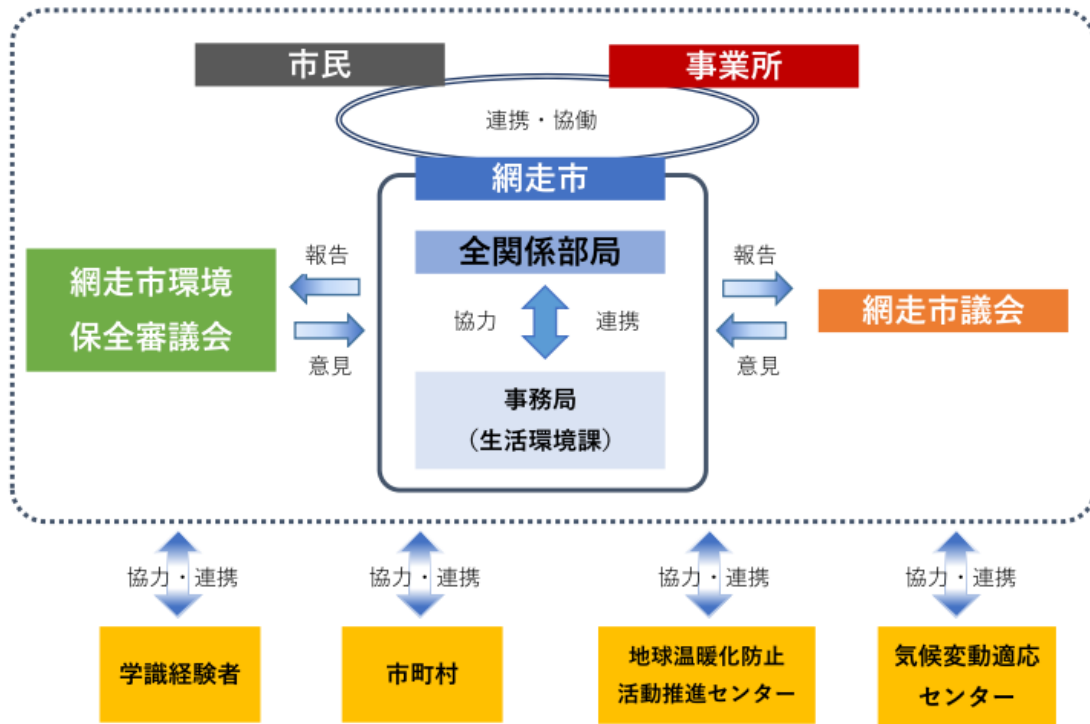 市民
事業所
連携・協働
網走市
全関係部局
協力
連携
事務局
（生活環境課）
網走市環境
保全審議会
報告
意見
報告
意見
網走市議会
協力・連携
協力・連携
協力・連携
協力・連携
学識経験者
市町村
地球温暖化防止
活動推進センター
気候変動適応
センター